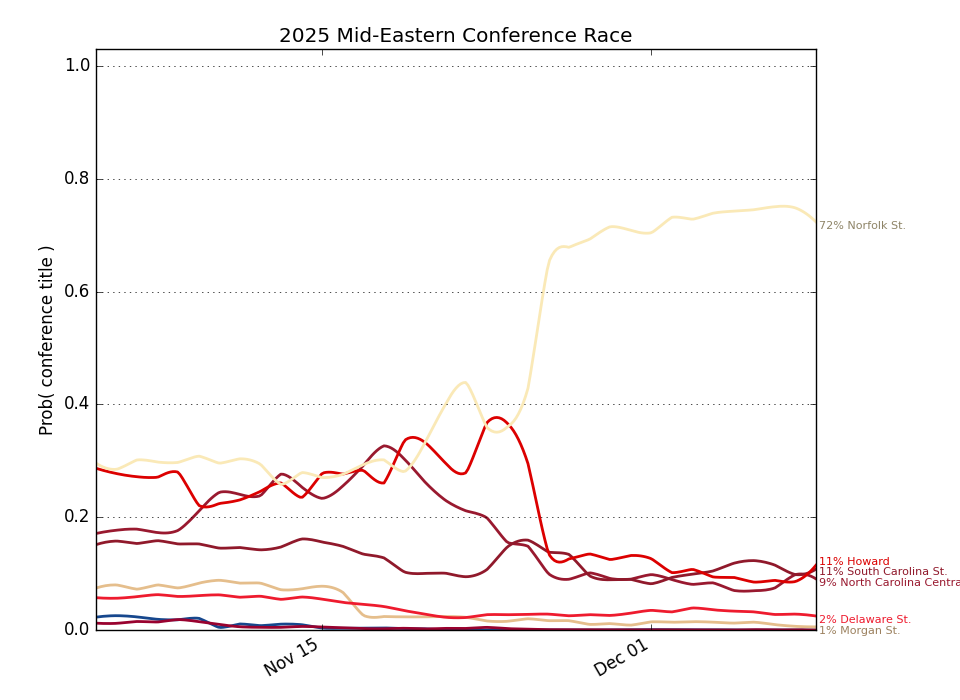 2025 Mid-Eastern Conference Race
Prob( conference title )
1.0
0.8
0.6
0.4
0.2
0.0
Nov 15
Dec 01
72% Norfolk St.
11% Howard
11% South Carolina St.
9% North Carolina Centra
2% Delaware St.
1% Morgan St.